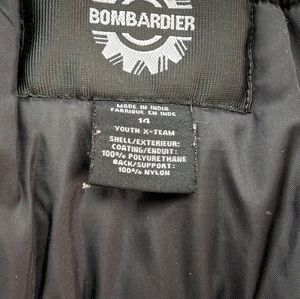 BOMBARDIER
MADE IN INDIA
FABRIQUE EN INDE
14
YOUTH X-TEAM
SHELL/EXTERIEUR:
COATING/ENDUIT:
100% POLYURETHANE
BACK/SUPPORT:
100% NYLON